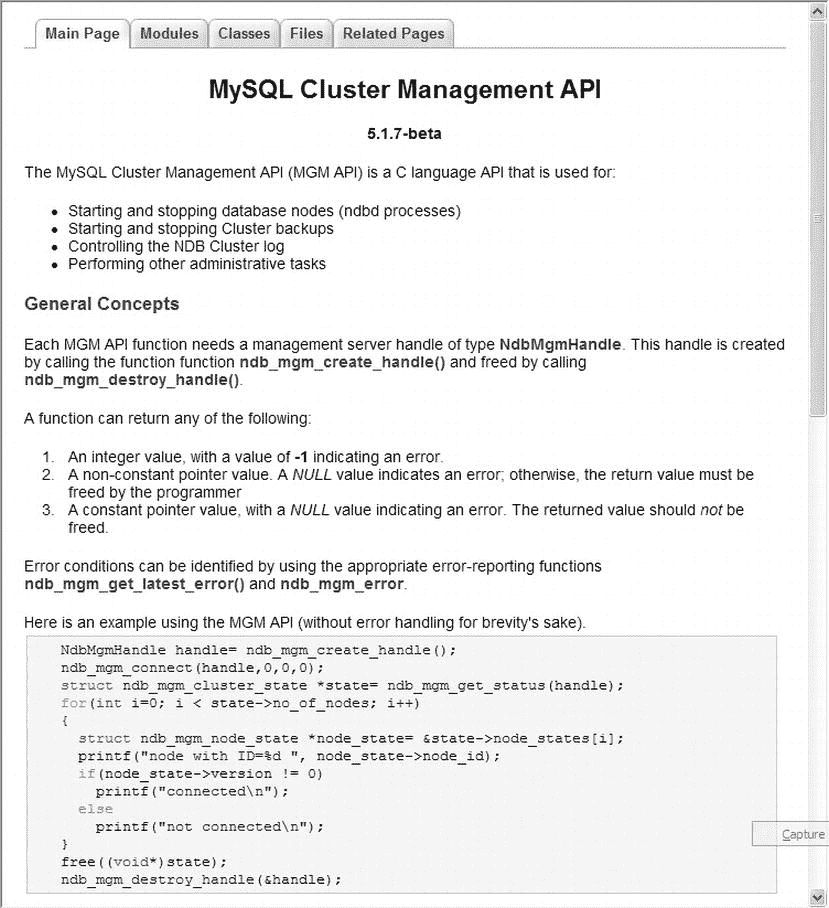 Main Page Modules Classes Files Related Pages
MySQL Cluster Management API
5.1.7-beta
The MySQL Cluster Management API (MGM API) is a C language API that is used for:
• Starting and stopping database nodes (ndbd processes)
• Starting and stopping Cluster backups
• Controlling the NDB Cluster log
• Performing other administrative tasks
General Concepts
Each MGM API function needs a management server handle of type NdbMgmHandle. This handle is created
by calling the function function ndb_mgm_create_handle() and freed by calling
ndb_mgm_destroy_handle().
A function can return any of the following:
1. An integer value, with a value of -1 indicating an error.
2. A non-constant pointer value. A NULL value indicates an error; otherwise, the return value must be
freed by the programmer
3. A constant pointer value, with a NULL value indicating an error. The returned value should not be
freed.
Error conditions can be identified by using the appropriate error-reporting functions
ndb_mgm_get_latest_error() and ndb_mgm_error.
Here is an example using the MGM API (without error handling for brevity's sake).
NdbMgmHandle handle= ndb_mgm_create_handle();
ndb_mgm_connect(handle,0,0,0);
struct ndb_mgm_cluster_state *state= ndb_mgm_get_status(handle);
for(int i=0; i < state->no_of_nodes; i++)
{
struct ndb_mgm_node_state *node_state= &state->node_states[i];
printf("node with ID=%d ", node_state->node_id);
if(node_state->version != 0)
printf("connected\n");
else
printf("not connected\n");
}
free((void*)state);
ndb_mgm_destroy_handle(&handle);
Capture